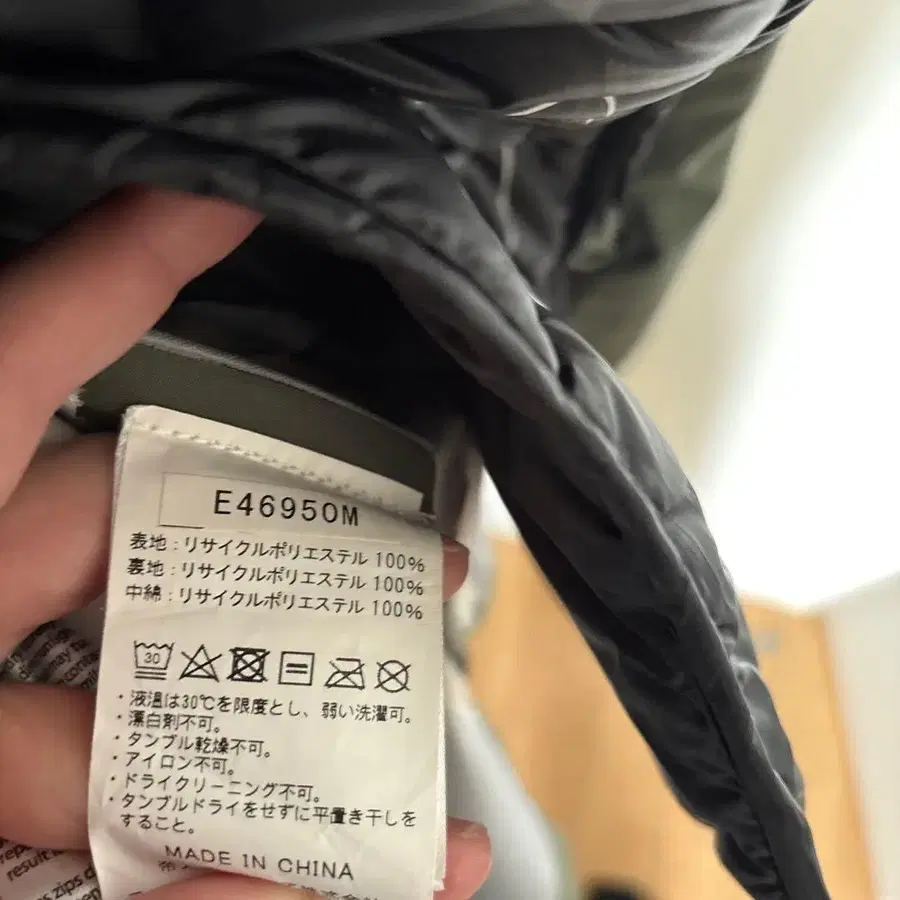 E46950M
表地：リサイクルポリエステル 100%
裏地：リサイクルポリエステル 100%
中綿：リサイクルポリエステル 100%
30
・液温は30℃を限度とし、弱い洗濯可。
・漂白剤不可。
・タンブル乾燥不可。
・アイロン不可。
・ドライクリーニング不可。
・タンブルドライをせずに平置き干しを
すること。
MADE IN CHINA
may
result
zips